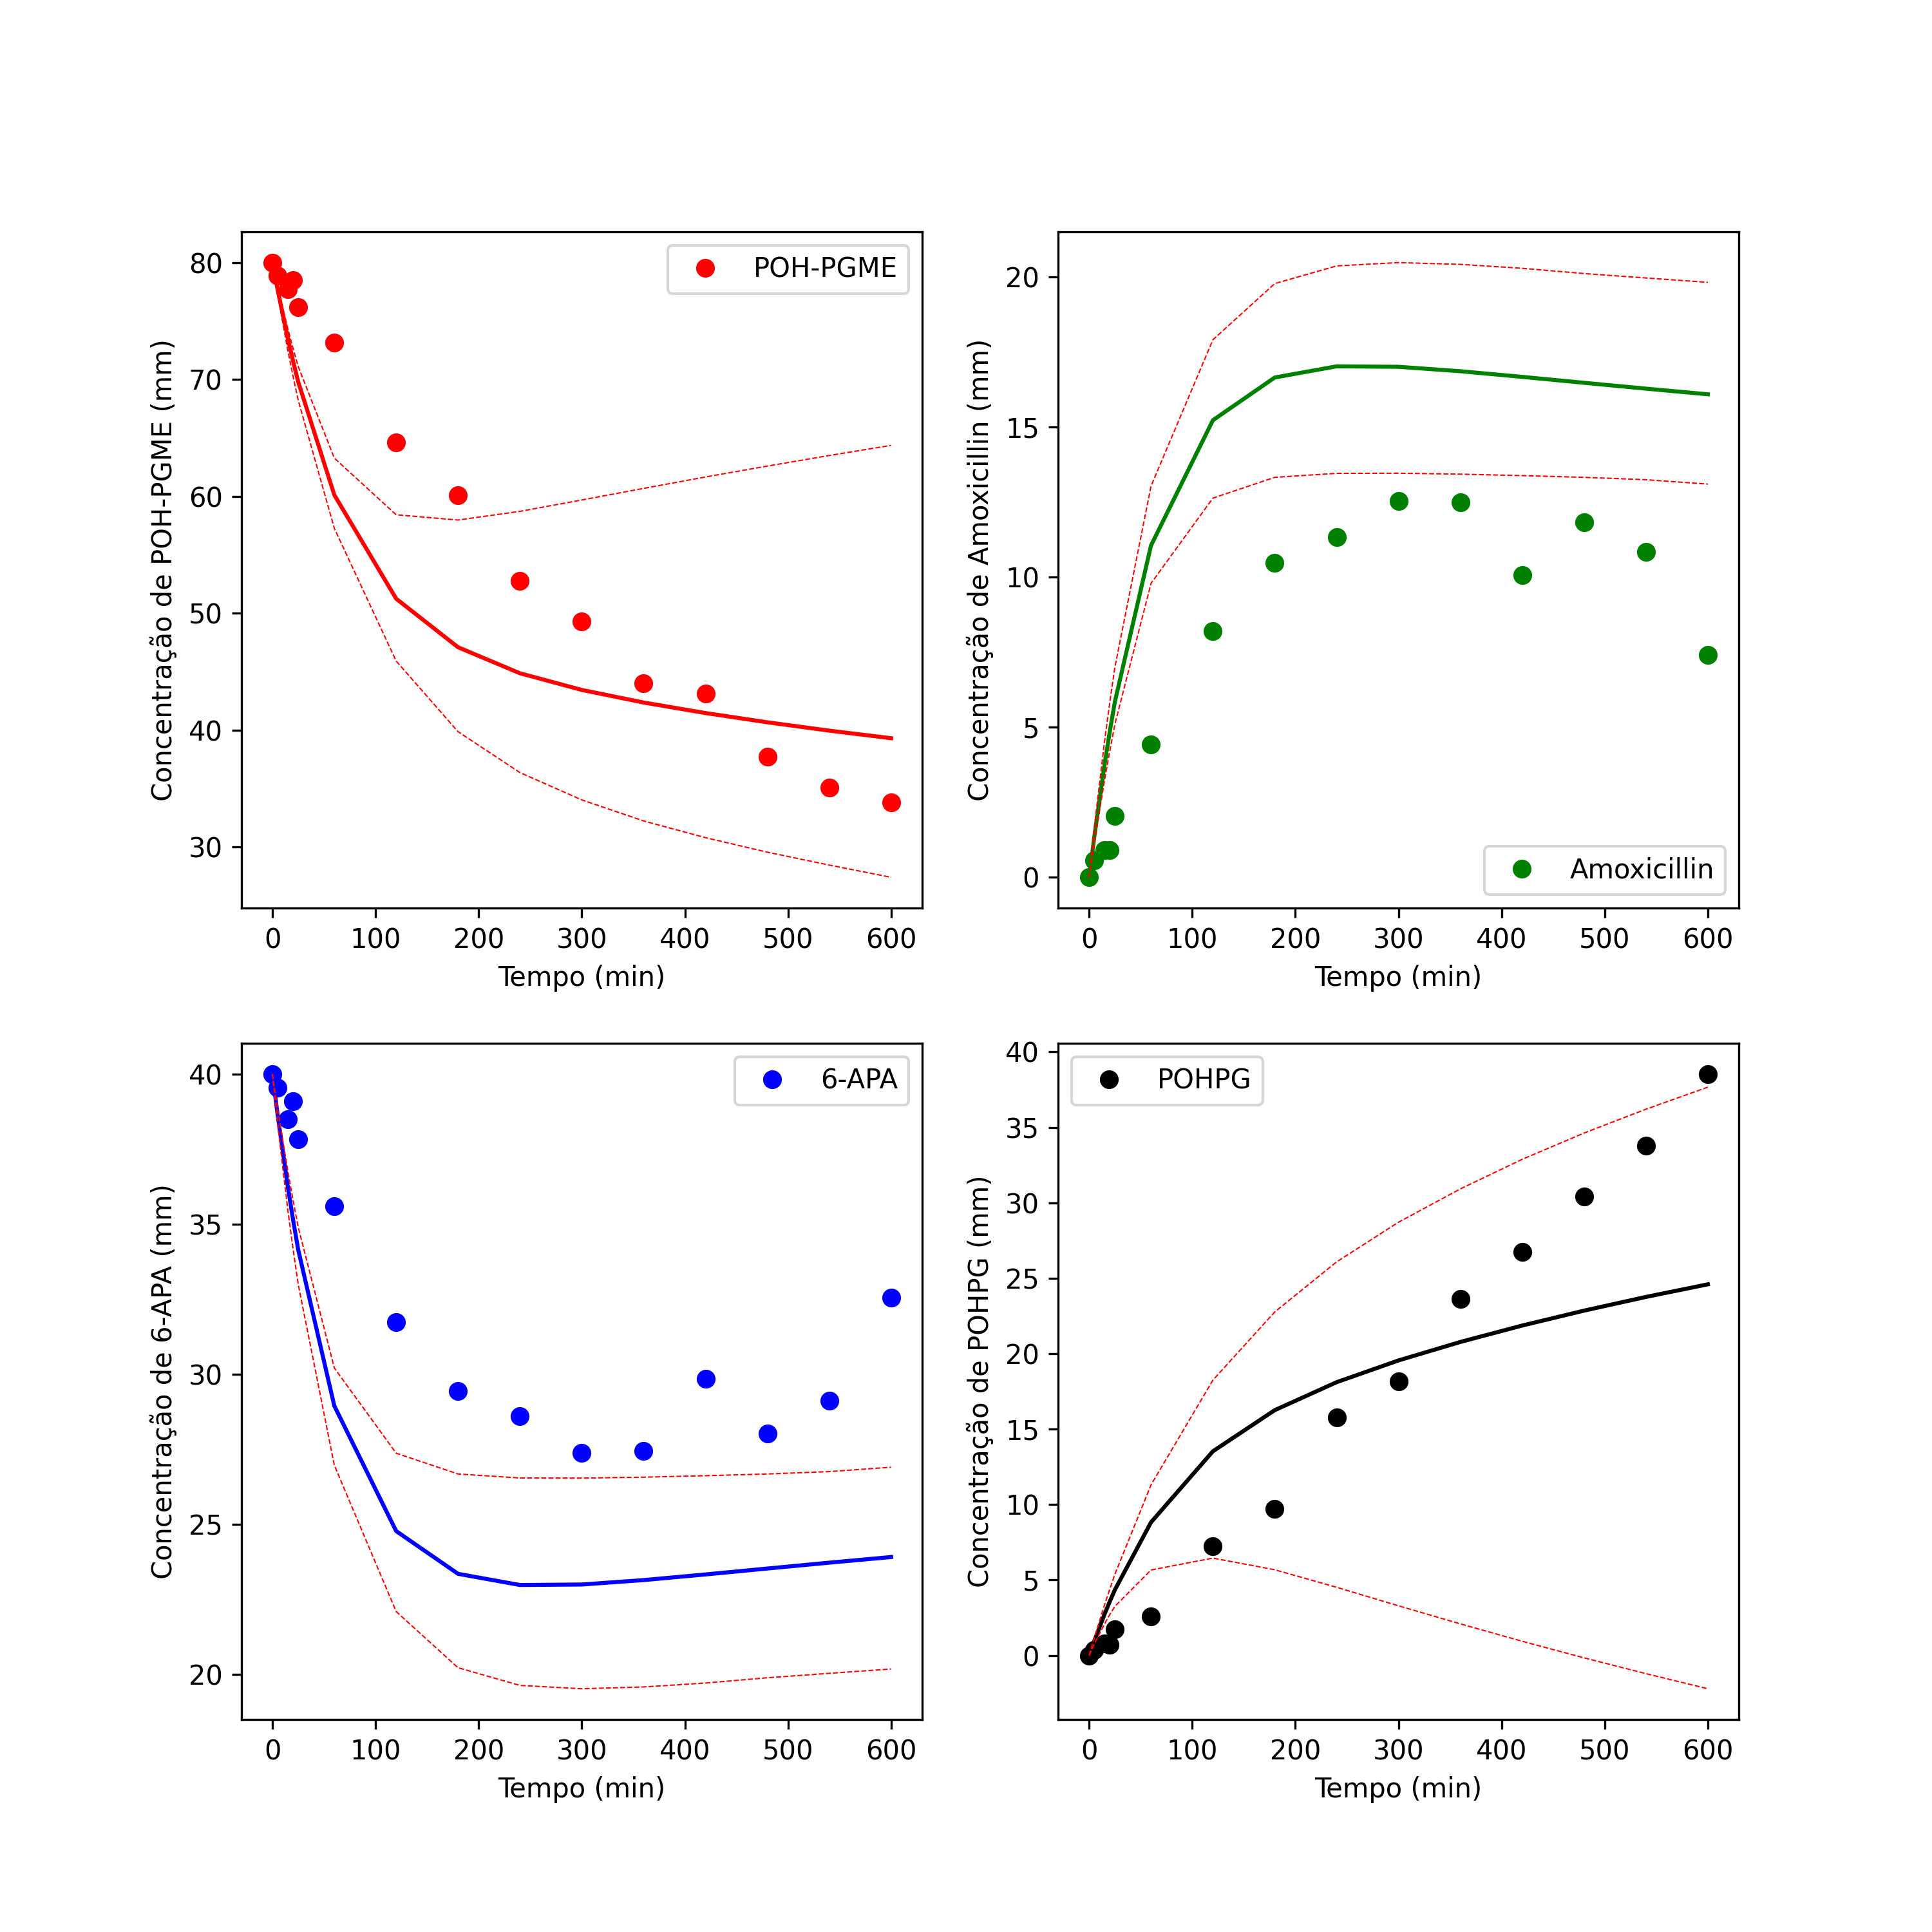 80
70
60
50
40
30
Concentração de POH-PGME (mm)
POH-PGME
0 100 200 300 400 500 600
Tempo (min)
20
15
10
5
0
Concentração de Amoxicillin (mm)
Amoxicillin
0 100 200 300 400 500 600
Tempo (min)
40
35
30
25
20
Concentração de 6-APA (mm)
6-APA
0 100 200 300 400 500 600
Tempo (min)
40
35
30
25
20
15
10
5
0
Concentração de POHPG (mm)
POHPG
0 100 200 300 400 500 600
Tempo (min)